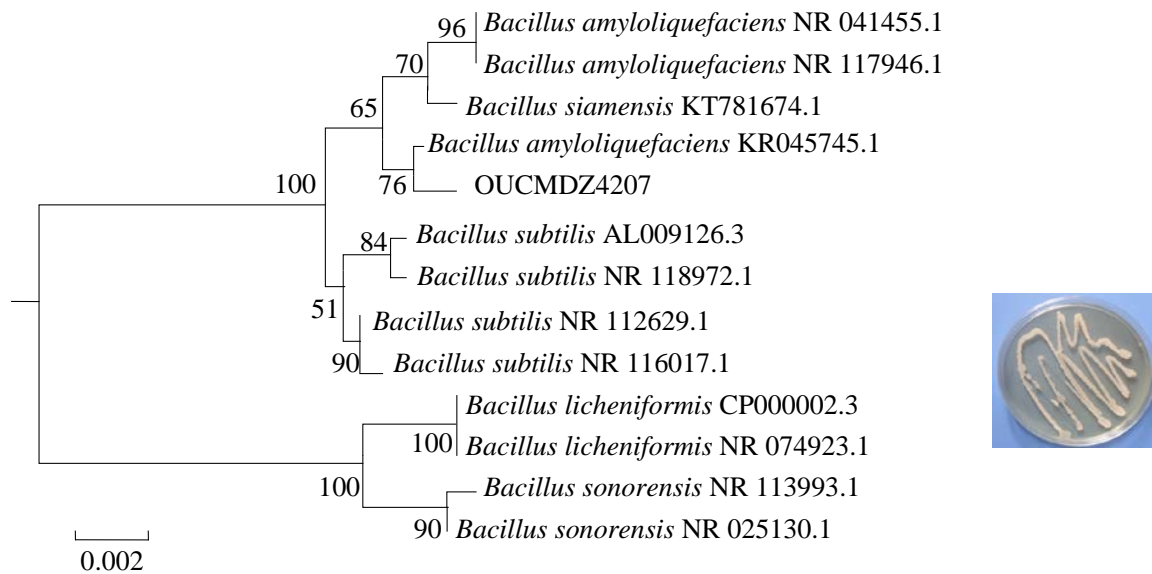 96
Bacillus amyloliquefaciens NR 041455.1
Bacillus amyloliquefaciens NR 117946.1
70
Bacillus siamensis KT781674.1
65
Bacillus amyloliquefaciens KR045745.1
76
OUCMDZ4207
100
84
Bacillus subtilis AL009126.3
Bacillus subtilis NR 118972.1
51
Bacillus subtilis NR 112629.1
90
Bacillus subtilis NR 116017.1
Bacillus licheniformis CP000002.3
100
Bacillus licheniformis NR 074923.1
100
Bacillus sonorensis NR 113993.1
90
Bacillus sonorensis NR 025130.1
0.002